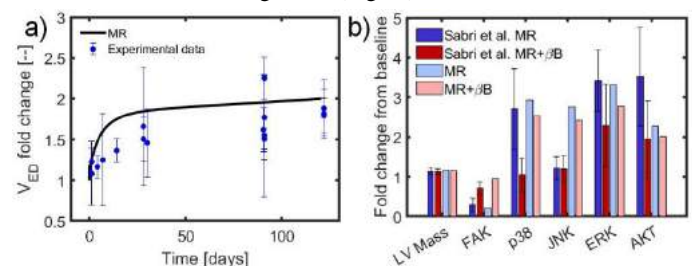 a)
MR
Experimental data
V_ED fold change [--]
3
2.5
2
1.5
1
0.5
0
50
100
Time [days]
b)
Sabri et al. MR
Sabri et al. MR+βB
MR
MR+βB
Fold change from baseline
5
4
3
2
1
0
LV Mass
FAK
p38
JNK
ERK
AKT